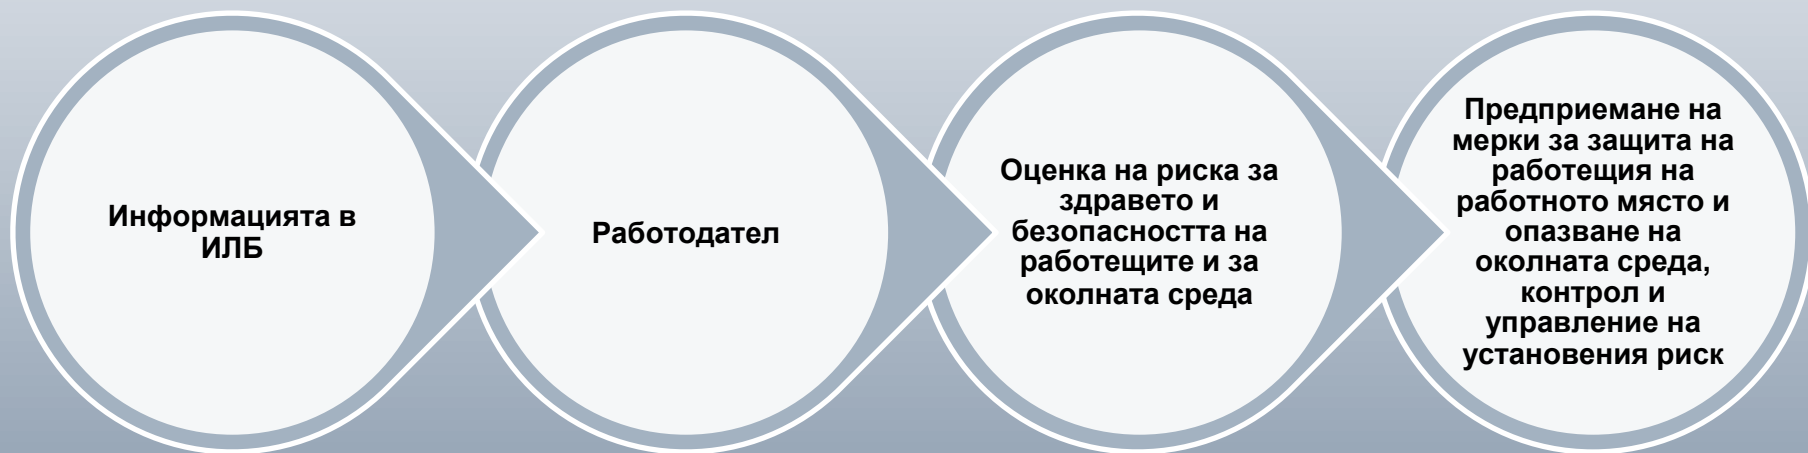 Информацията в
ИЛБ
Работодател
Оценка на риска за
здравето и
безопасността на
работещите и за
околната среда
Предприемане на
мерки за защита на
работещия на
работното място и
опазване на
околната среда,
контрол и
управление на
установения риск